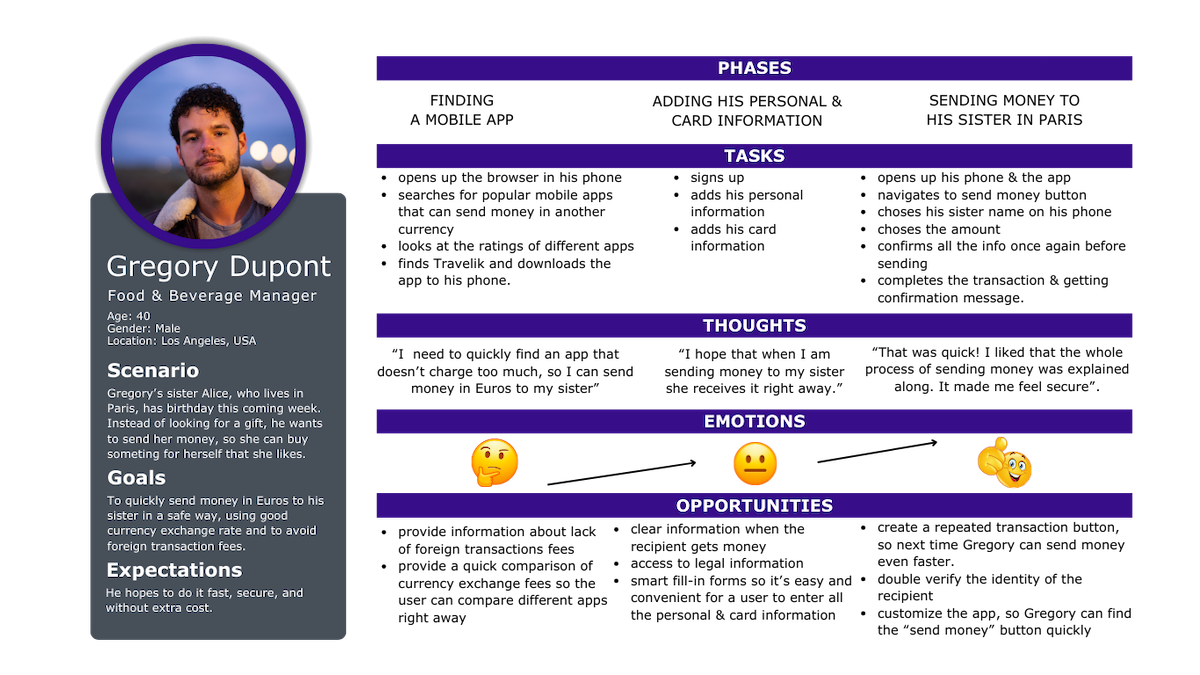 Gregory Dupont
Food & Beverage Manager
Age: 40
Gender: Male
Location: Los Angeles, USA
Scenario
Gregory’s sister Alice, who lives in
Paris, has birthday this coming week.
Instead of looking for a gift, he wants
to send her money, so she can buy
someting for herself that she likes.
Goals
To quickly send money in Euros to his
sister in a safe way, using good
currency exchange rate and to avoid
foreign transaction fees.
Expectations
He hopes to do it fast, secure, and
without extra cost.
PHASES
FINDING
A MOBILE APP
ADDING HIS PERSONAL &
CARD INFORMATION
SENDING MONEY TO
HIS SISTER IN PARIS
TASKS
• opens up the browser in his phone
• searches for popular mobile apps
that can send money in another
currency
• looks at the ratings of different apps
• finds Travelik and downloads the
app to his phone.
• signs up
• adds his personal
information
• adds his card
information
• opens up his phone & the app
• navigates to send money button
• choses his sister name on his phone
• choses the amount
• confirms all the info once again before
sending
• completes the transaction & getting
confirmation message.
THOUGHTS
“I need to quickly find an app that
doesn’t charge too much, so I can send
money in Euros to my sister”
“I hope that when I am
sending money to my sister
she receives it right away.”
“That was quick! I liked that the whole
process of sending money was explained
along. It made me feel secure”.
EMOTIONS
OPPORTUNITIES
• provide information about lack
of foreign transactions fees
• provide a quick comparison of
currency exchange fees so the
user can compare different apps
right away
• clear information when the
recipient gets money
• access to legal information
• smart fill-in forms so it’s easy and
convenient for a user to enter all
the personal & card information
• create a repeated transaction button,
so next time Gregory can send money
even faster.
• double verify the identity of the
recipient
• customize the app, so Gregory can find
the “send money” button quickly